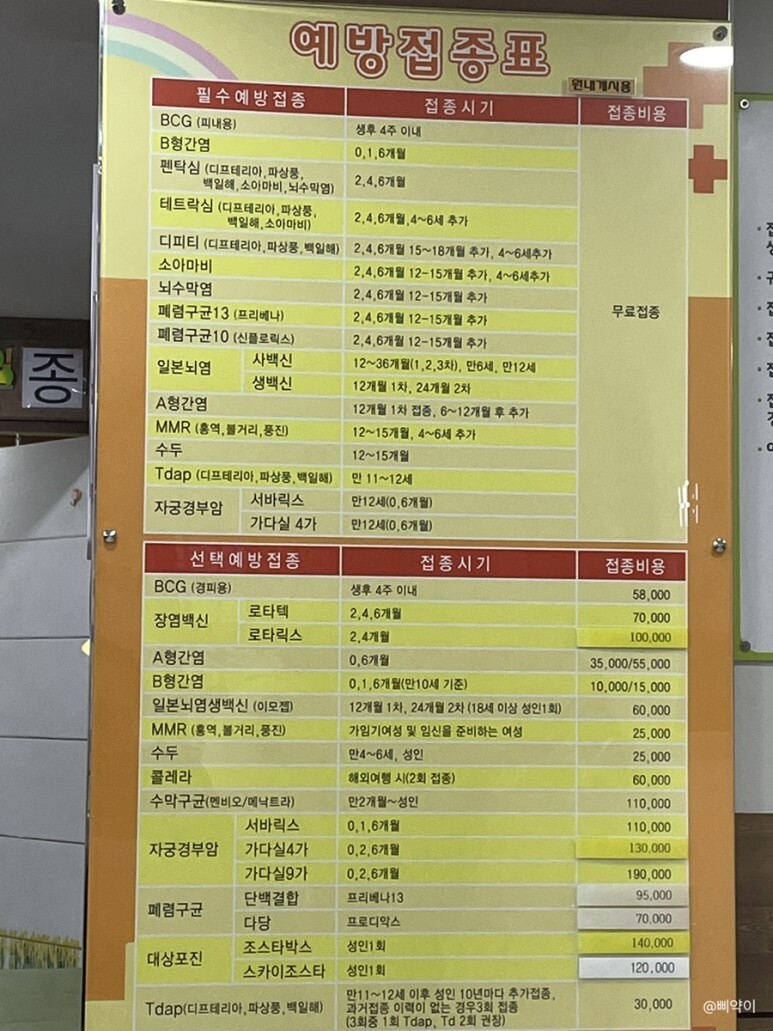 예방접종표
원내게시용
필수예방접종 접종시기 접종비용
BCG (피내용) 생후 4주 이내
B형간염 0,1,6개월
펜탁심 (디프테리아,파상풍,
백일해,소아마비,뇌수막염) 2,4,6개월
테트락심 (디프테리아,파상풍,
백일해,소아마비) 2,4,6개월,4~6세 추가
디피티 (디프테리아,파상풍,백일해) 2,4,6개월 15~18개월 추가, 4~6세추가
소아마비 2,4,6개월 12-15개월 추가, 4~6세추가
뇌수막염 2,4,6개월 12-15개월 추가
폐렴구균13 (프리베나) 2,4,6개월 12-15개월 추가
무료접종
폐렴구균10 (신플로릭스) 2,4,6개월 12-15개월 추가
일본뇌염 사백신 12~36개월(1,2,3차), 만6세, 만12세
생백신 12개월 1차, 24개월 2차
A형간염 12개월 1차 접종, 6~12개월 후 추가
MMR (홍역,볼거리,풍진) 12~15개월, 4~6세 추가
수두 12~15개월
Tdap (디프테리아,파상풍,백일해) 만 11~12세
자궁경부암 서바릭스 만12세(0,6개월)
가다실 4가 만12세(0,6개월)
선택예방접종 접종시기 접종비용
BCG (경피용) 생후 4주 이내 58,000
장염백신 로타텍 2,4,6개월 70,000
로타릭스 2,4개월 100,000
A형간염 0,6개월 35,000/55,000
B형간염 0,1,6개월(만10세 기준) 10,000/15,000
일본뇌염생백신 (이모젭) 12개월 1차, 24개월 2차 (18세 이상 성인1회) 60,000
MMR (홍역,볼거리,풍진) 가임기여성 및 임신을 준비하는 여성 25,000
수두 만4~6세, 성인 25,000
콜레라 해외여행 시(2회 접종) 60,000
수막구균(멘비오/메낙트라) 만2개월~성인 110,000
자궁경부암 서바릭스 0,1,6개월 110,000
가다실4가 0,2,6개월 130,000
가다실9가 0,2,6개월 190,000
폐렴구균 단백결합 프리베나13 95,000
다당 프로디악스 70,000
대상포진 조스타박스 성인1회 140,000
스카이조스타 성인1회 120,000
Tdap(디프테리아,파상풍,백일해) 만11~12세 이후 성인 10년마다 추가접종,
과거접종 이력이 없는 경우3회 접종
(3회중 1회 Tdap, Td 2회 권장) 30,000
종
@삐약이